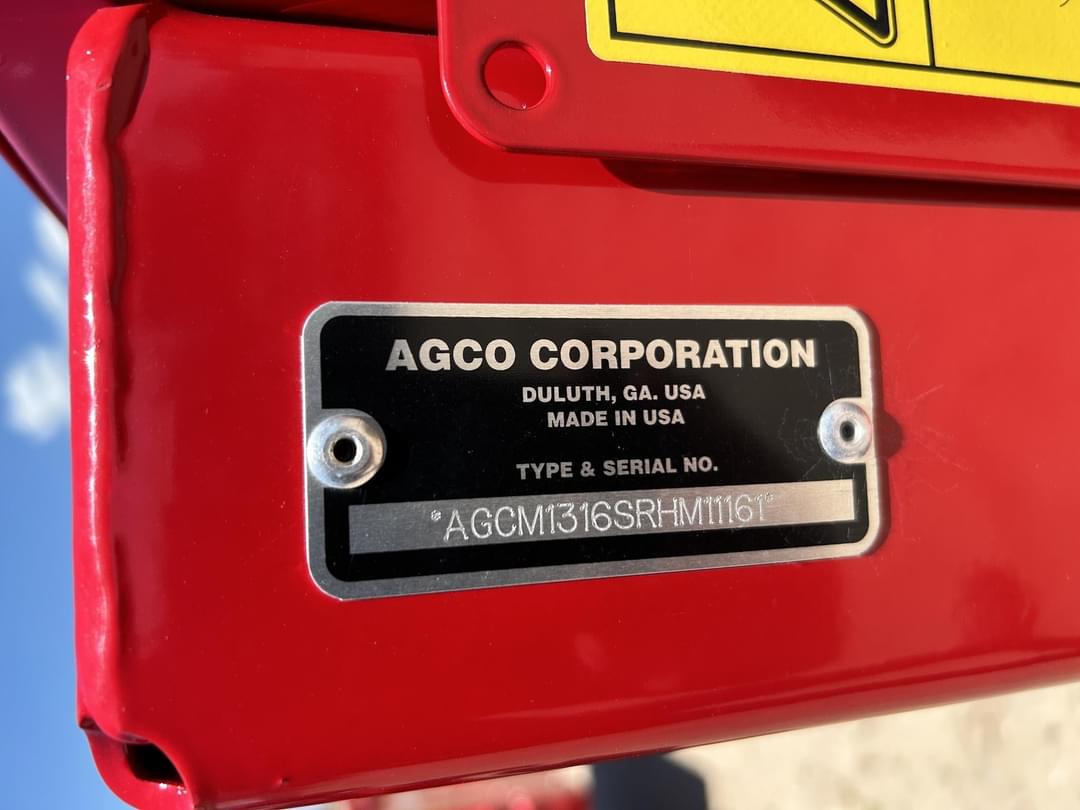 AGCO CORPORATION
DULUTH, GA. USA
MADE IN USA
TYPE & SERIAL NO.
*AGCM1316SRHM11161*